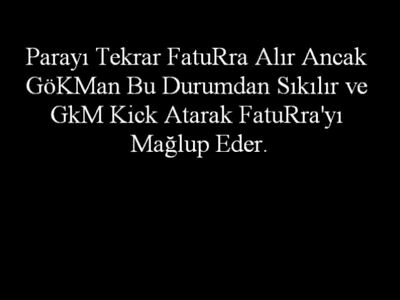 Parayı Tekrar FatuRra Alır Ancak
GöKMan Bu Durumdan Sıkılır ve
GkM Kick Atarak FatuRra'yı
Mağlup Eder.